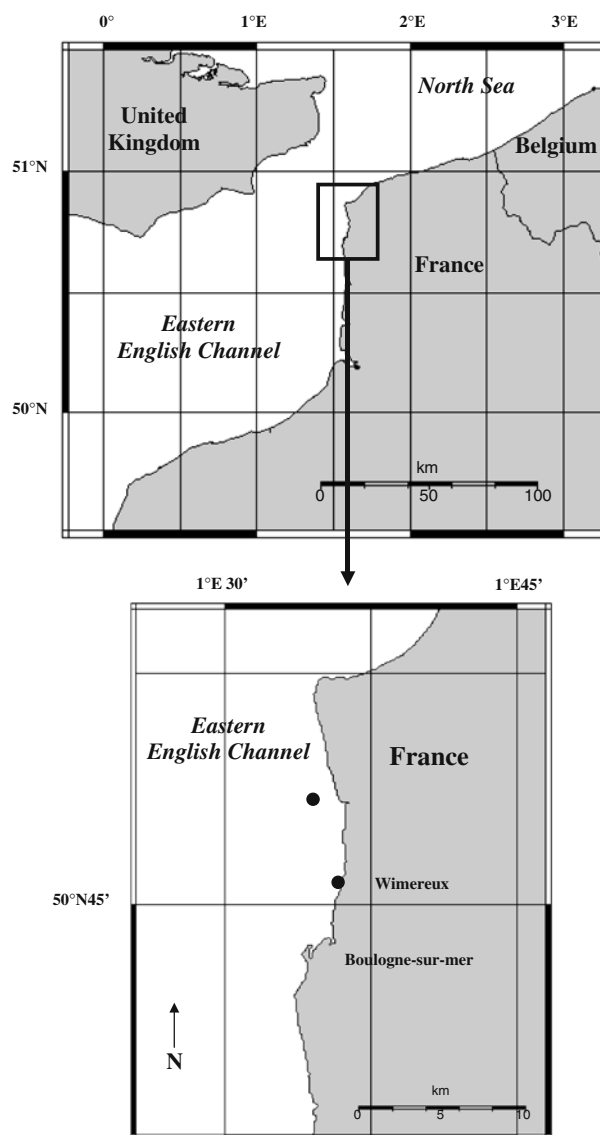 0° 1°E 2°E 3°E
North Sea
United
Kingdom
Belgium
51°N
France
Eastern
English Channel
50°N
km
0 50 100
1°E 30' 1°E45'
Eastern
English Channel
France
Wimereux
50°N45'
Boulogne-sur-mer
N
km
0 5 10